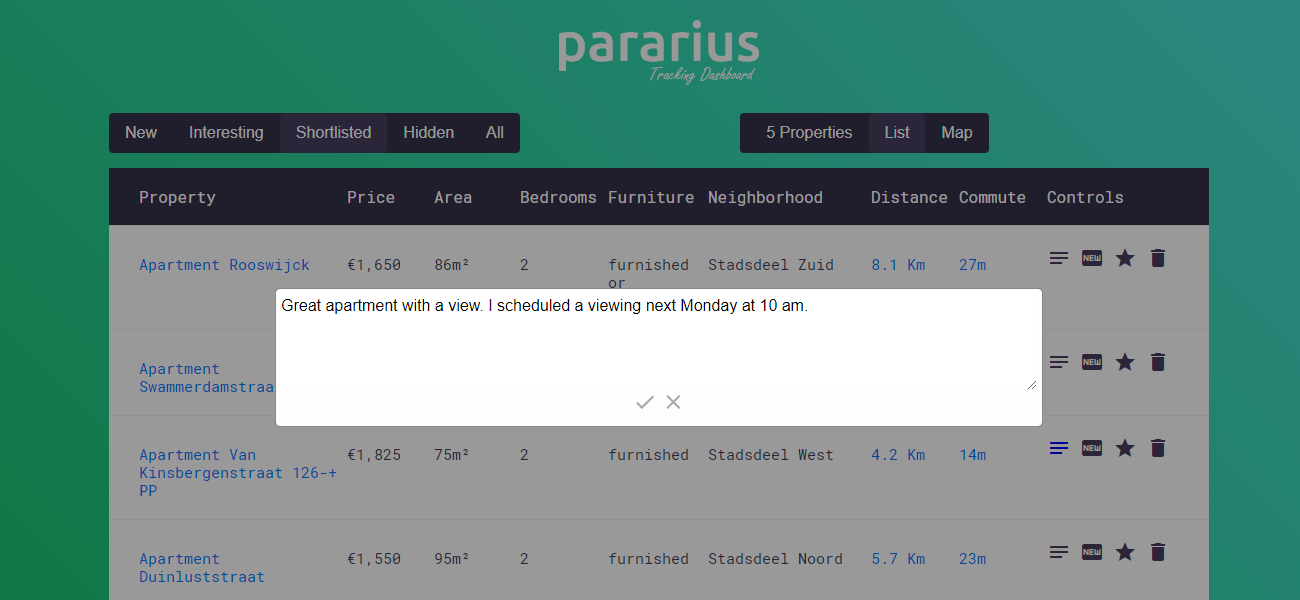 pararius
Tracking Dashboard
New Interesting Shortlisted Hidden All
5 Properties List Map
Property Price Area Bedrooms Furniture Neighborhood Distance Commute Controls
Apartment Rooswijck €1,650 86m² 2 furnished Stadsdeel Zuid 8.1 Km 27m NEW
or
Great apartment with a view. I scheduled a viewing next Monday at 10 am.
Apartment NEW
Swammerdamstraa
Apartment Van €1,825 75m² 2 furnished Stadsdeel West 4.2 Km 14m NEW
Kinsbergenstraat 126-+
PP
Apartment €1,550 95m² 2 furnished Stadsdeel Noord 5.7 Km 23m NEW
Duinluststraat